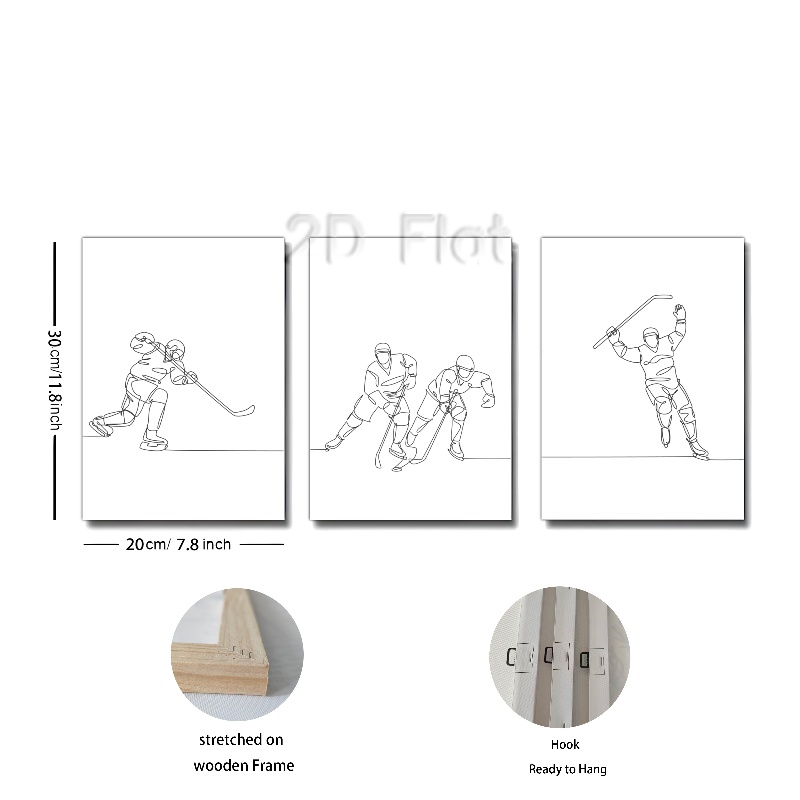 2D Flat
30cm/11.8inch
20cm/ 7.8 inch
stretched on
wooden Frame
Hook
Ready to Hang